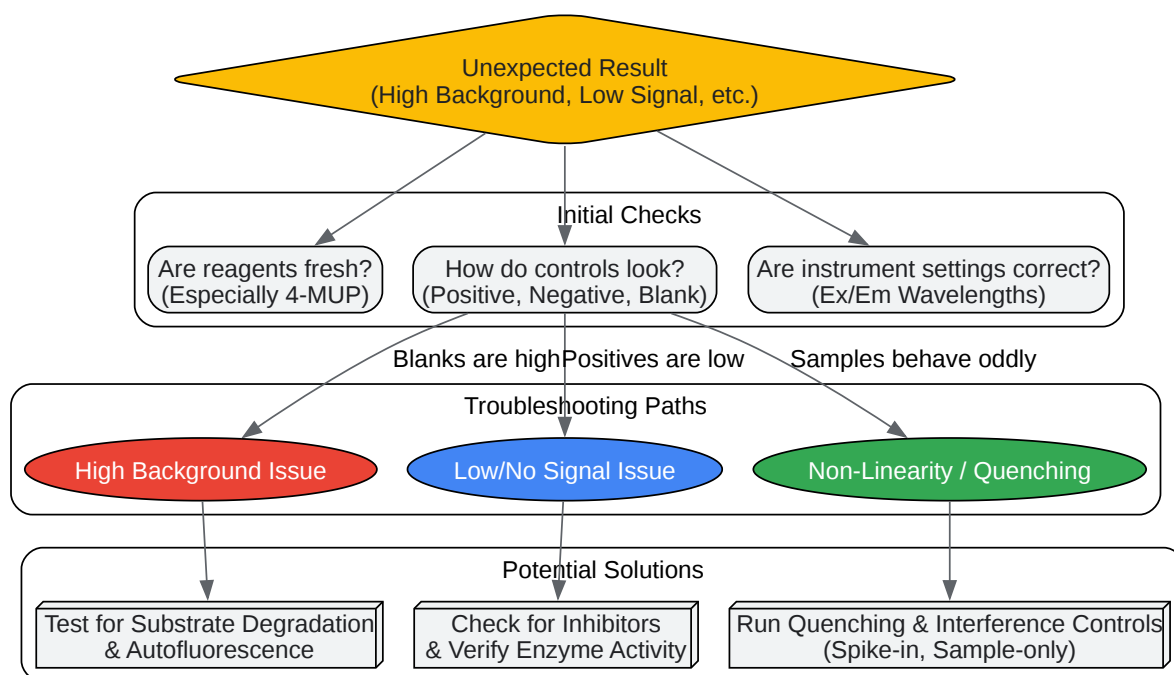 Unexpected Result
(High Background, Low Signal, etc.)
Initial Checks
Are reagents fresh?
(Especially 4-MUP)
How do controls look?
(Positive, Negative, Blank)
Are instrument settings correct?
(Ex/Em Wavelengths)
Blanks are high
Positives are low
Samples behave oddly
Troubleshooting Paths
High Background Issue
Low/No Signal Issue
Non-Linearity / Quenching
Potential Solutions
Test for Substrate Degradation
& Autofluorescence
Check for Inhibitors
& Verify Enzyme Activity
Run Quenching & Interference Controls
(Spike-in, Sample-only)